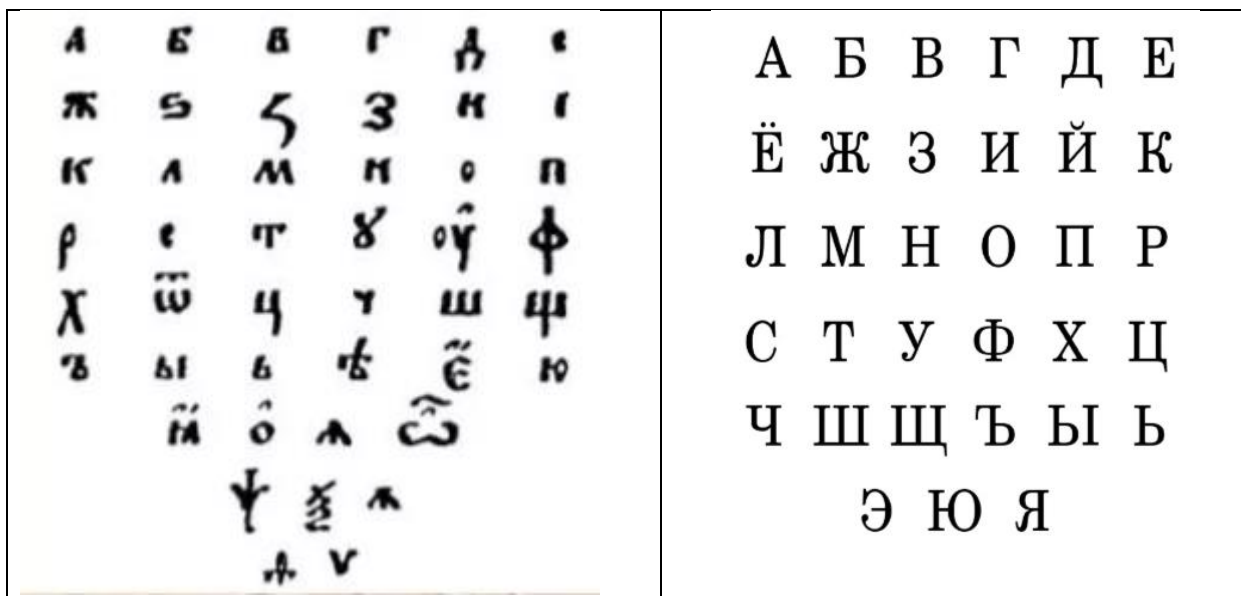 А Б В Г Д Е
Ж Ѕ Ꙁ З И І
К Л М Н О П
Р С Т Ꙋ Оу̑ Ф
Х Ѿ Ц Ч Ш Щ
Ъ Ы Ь Ѣ Є Ю
Ꙗ О̑ Ѧ Ѽ
Ѱ Ѯ Ѧ
Ѵ
А Б В Г Д Е
Ё Ж З И Й К
Л М Н О П Р
С Т У Ф Х Ц
Ч Ш Щ Ъ Ы Ь
Э Ю Я